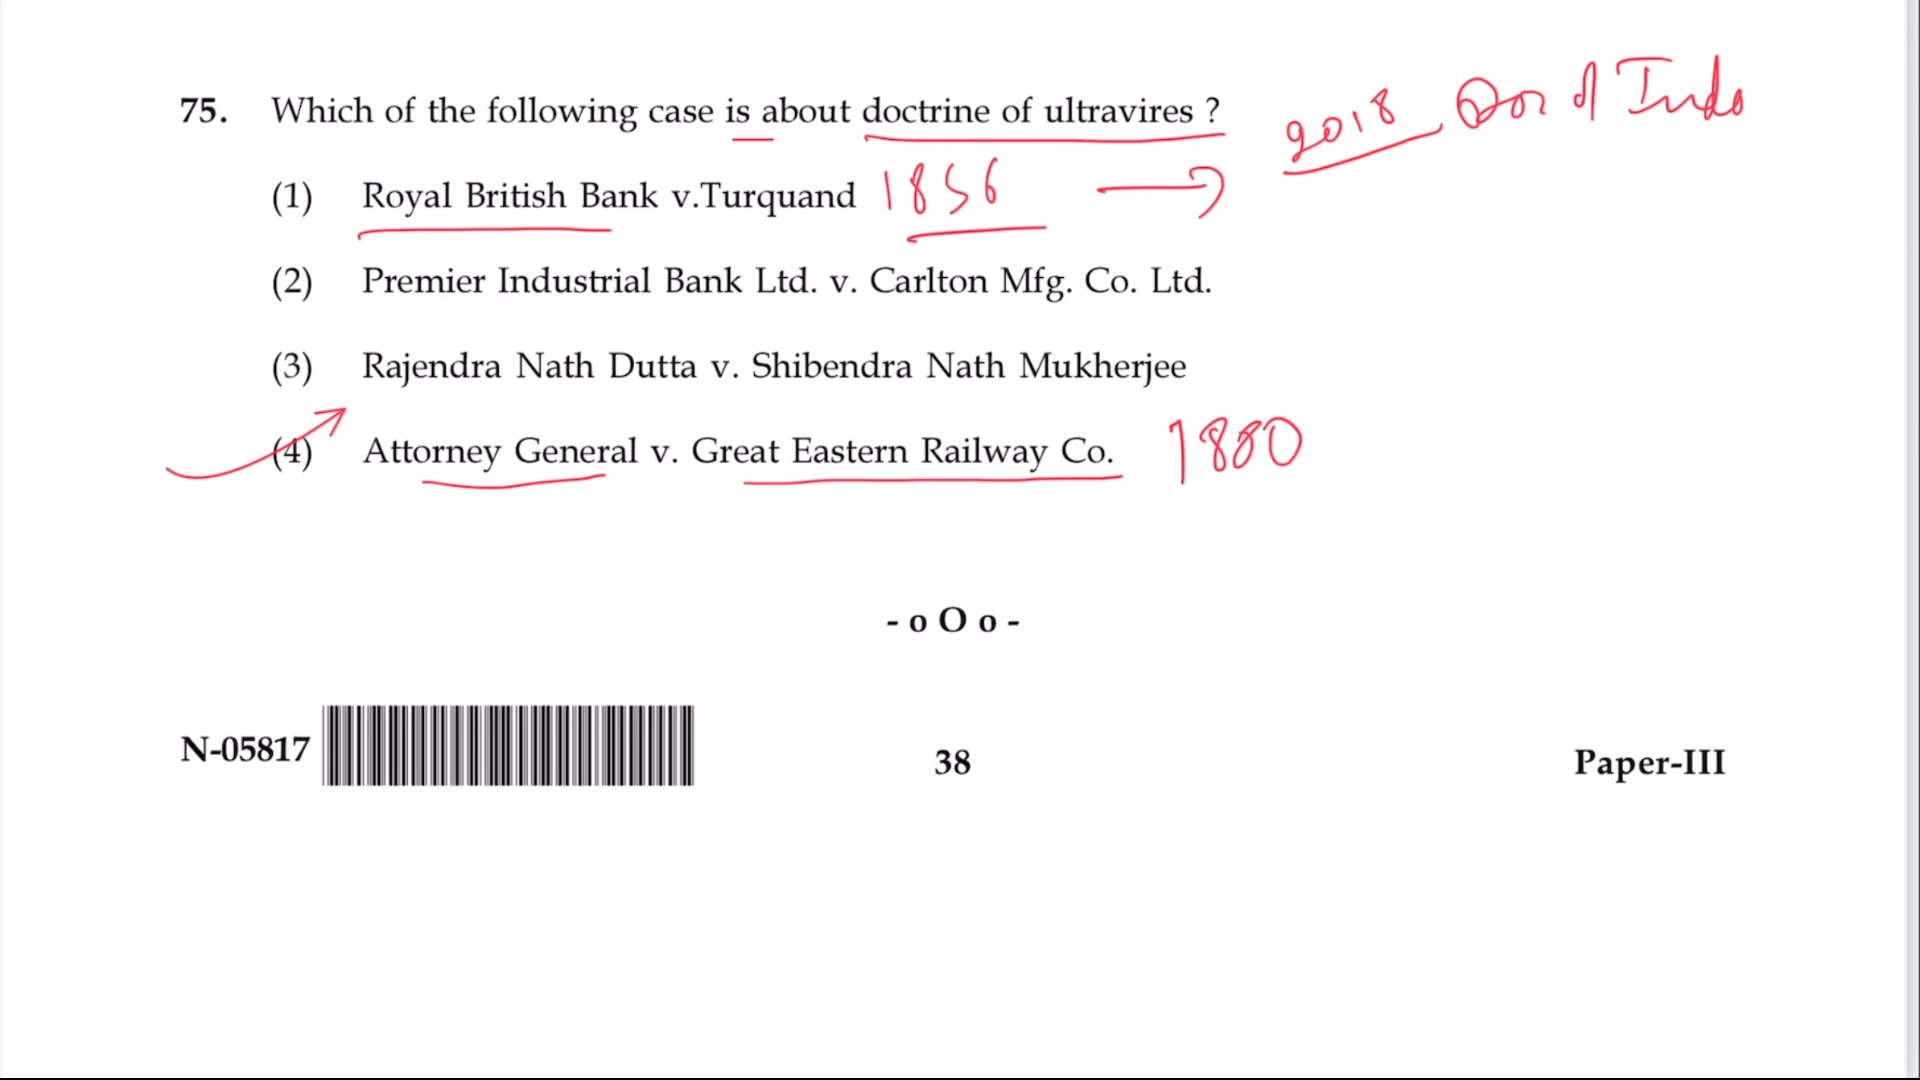 75. Which of the following case is about doctrine of ultravires ?
2018 of Indo
(1) Royal British Bank v.Turquand 1856
(2) Premier Industrial Bank Ltd. v. Carlton Mfg. Co. Ltd.
(3) Rajendra Nath Dutta v. Shibendra Nath Mukherjee
(4) Attorney General v. Great Eastern Railway Co. 1880
- o O o -
N-05817 38 Paper-III